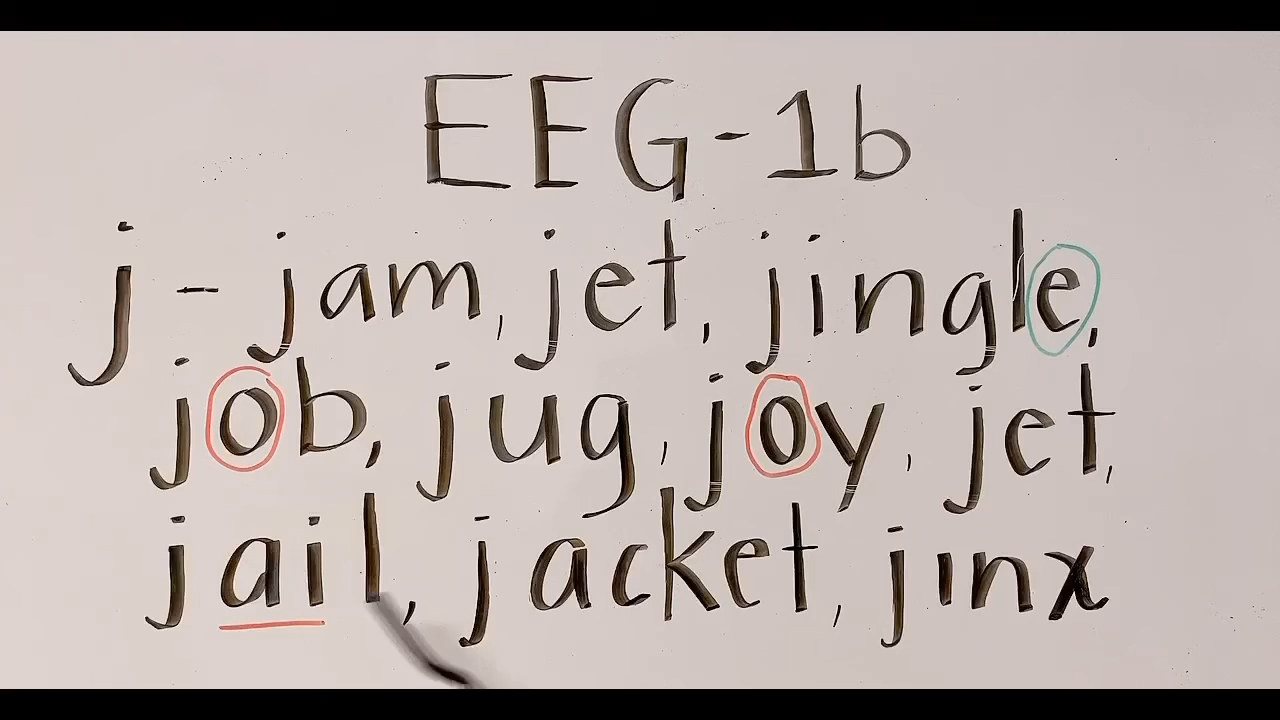 EEG-1b
j - jam, jet, jingle,
job, jug, joy, jet,
jail, jacket, jinx